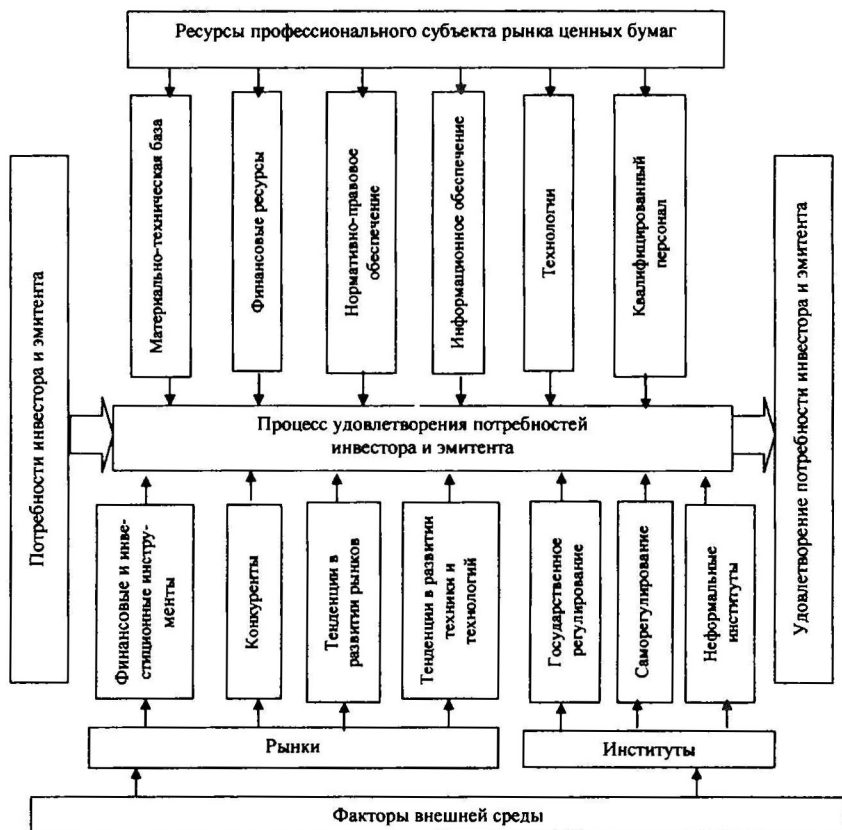 Ресурсы профессионального субъекта рынка ценных бумаг
Потребности инвестора и эмитента
Материально-техническая база
Финансовые ресурсы
Нормативно-правовое
обеспечение
Информационное обеспечение
Технологии
Квалифицированный
персонал
Удовлетворение потребности инвестора и эмитента
Процесс удовлетворения потребностей
инвестора и эмитента
Финансовые и инве-
стиционные инстру-
менты
Конкуренты
Тенденции в
развитии рынков
Тенденции в развитии
техники и
технологий
Государственное
регулирование
Саморегулирование
Неформальные
институты
Рынки
Институты
Факторы внешней среды